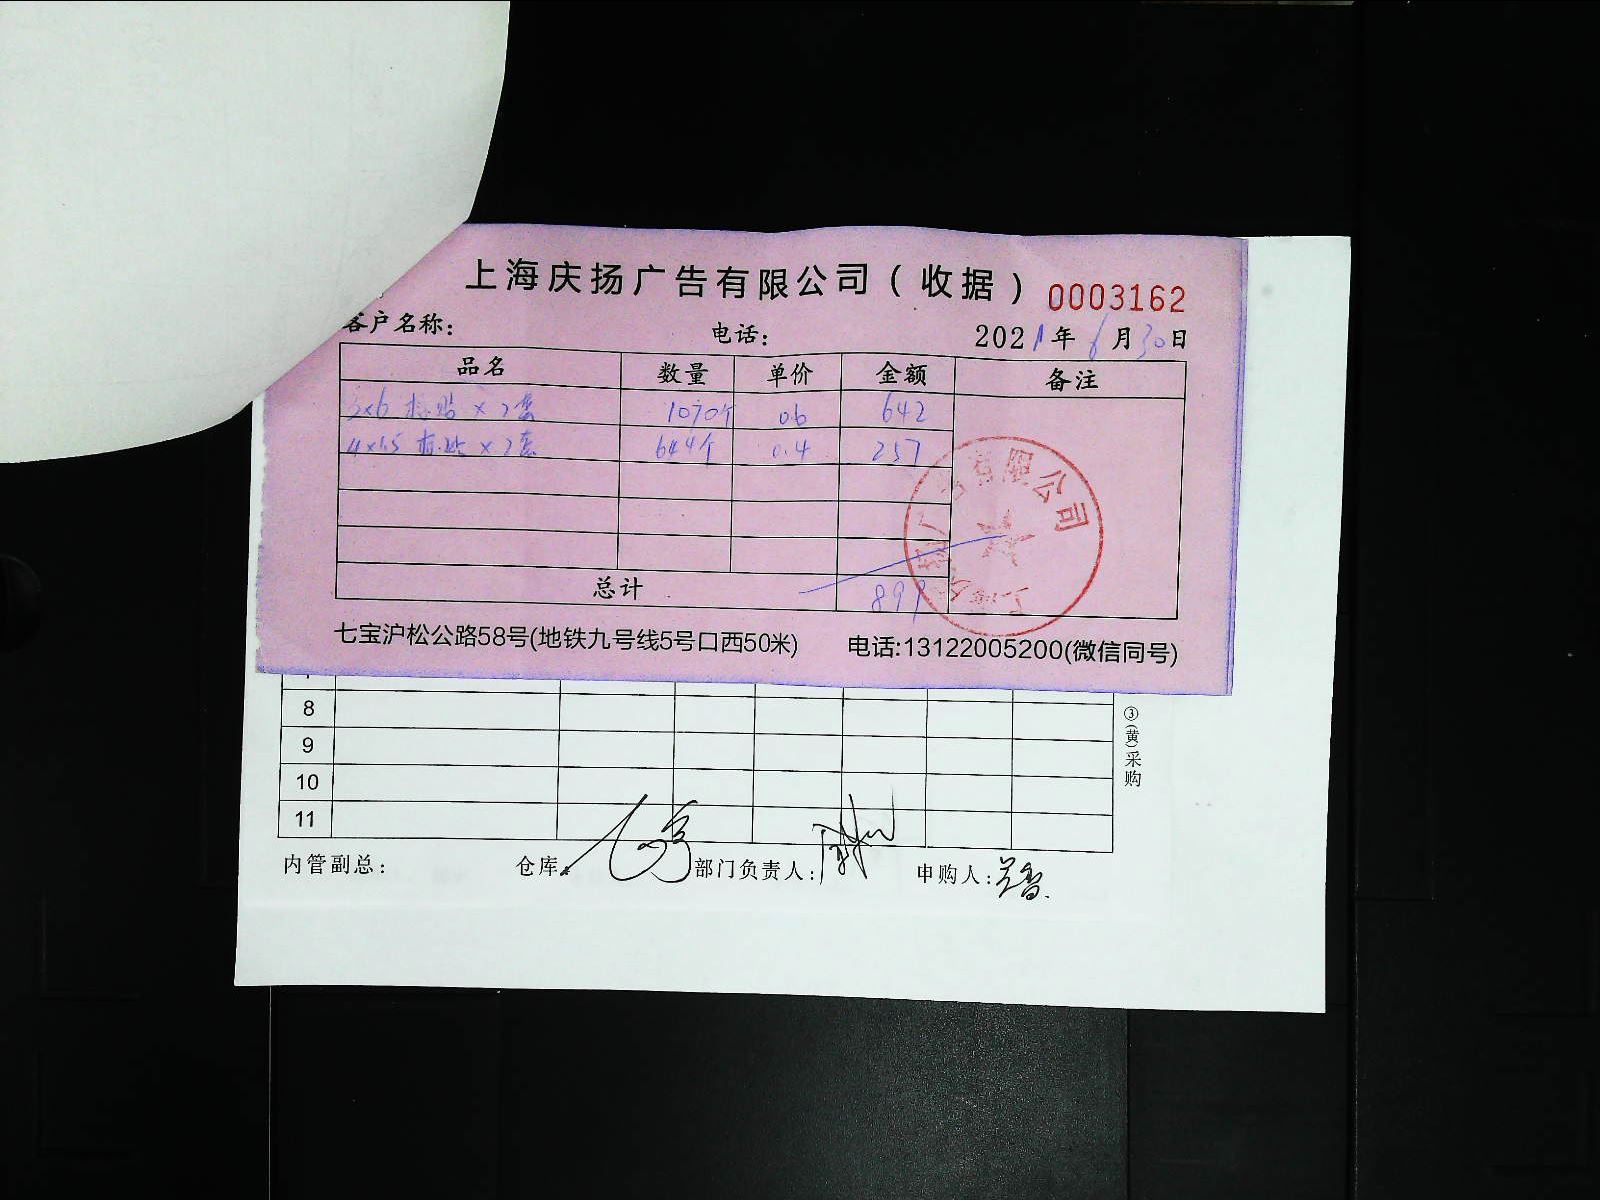 上海庆扬广告有限公司（收据） 0003162
客户名称： 电话： 2021年6月30日
品名 数量 单价 金额 备注
5x6 标贴 x 2套 1070个 0.6 642
4x1.5 标贴 x 2套 644个 0.4 257
总计 899
七宝沪松公路58号(地铁九号线5号口西50米) 电话:13122005200(微信同号)
广告有限公司
8
9
10
11
③(黄)采购
内管副总： 仓库： 部门负责人： 申购人：